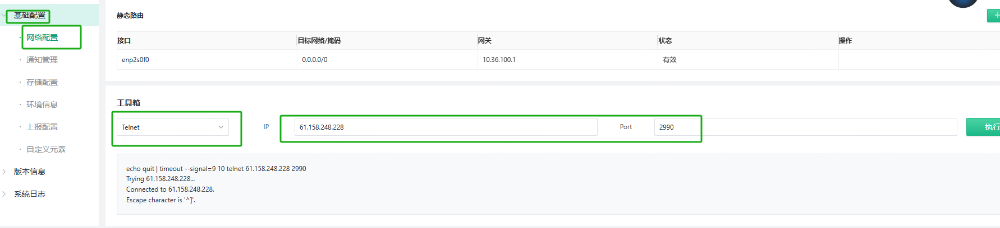 基础配置
网络配置
通知管理
存储配置
环境信息
上报配置
自定义元素
版本信息
系统日志
静态路由
接口 目标网络/掩码 网关 状态 操作
enp2s0f0 0.0.0.0/0 10.36.100.1 有效
工具箱
Telnet IP 61.158.248.228 Port 2990 执行
echo quit | timeout --signal=9 10 telnet 61.158.248.228 2990
Trying 61.158.248.228...
Connected to 61.158.248.228.
Escape character is '^]'.